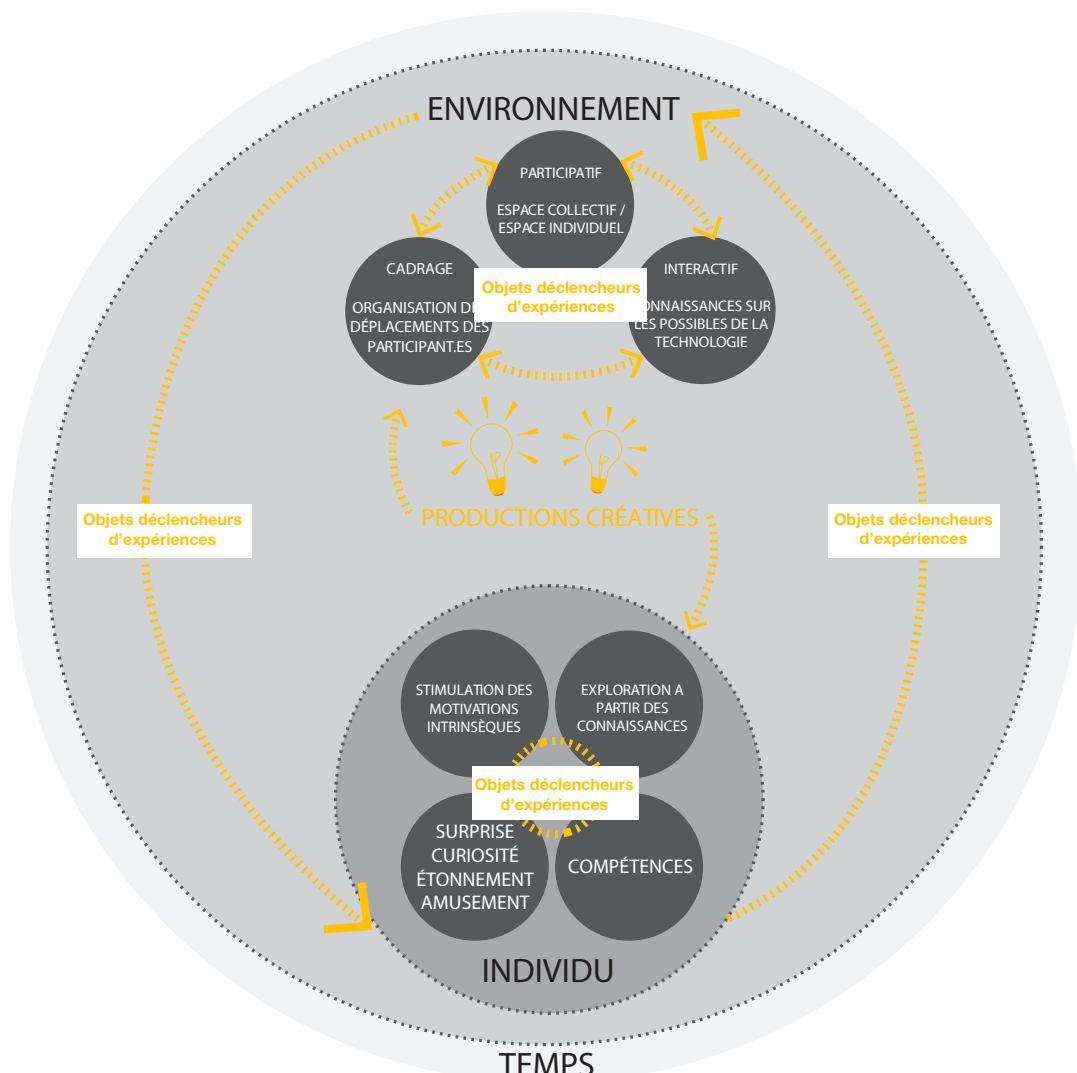 ENVIRONNEMENT
PARTICIPATIF
ESPACE COLLECTIF /
ESPACE INDIVIDUEL
CADRAGE
ORGANISATION
DÉPLACEMENTS DES
PARTICIPANT.ES
Objets déclencheurs
d'expériences
INTERACTIF
ONNAISSANCES SUR
LES POSSIBLES DE LA
TECHNOLOGIE
PRODUCTIONS CRÉATIVES
Objets déclencheurs
d'expériences
Objets déclencheurs
d'expériences
STIMULATION DES
MOTIVATIONS
INTRINSÈQUES
EXPLORATION A
PARTIR DES
CONNAISSANCES
Objets déclencheurs
d'expériences
SURPRISE
CURIOSITÉ
ÉTONNEMENT
AMUSEMENT
COMPÉTENCES
INDIVIDU
TEMPS